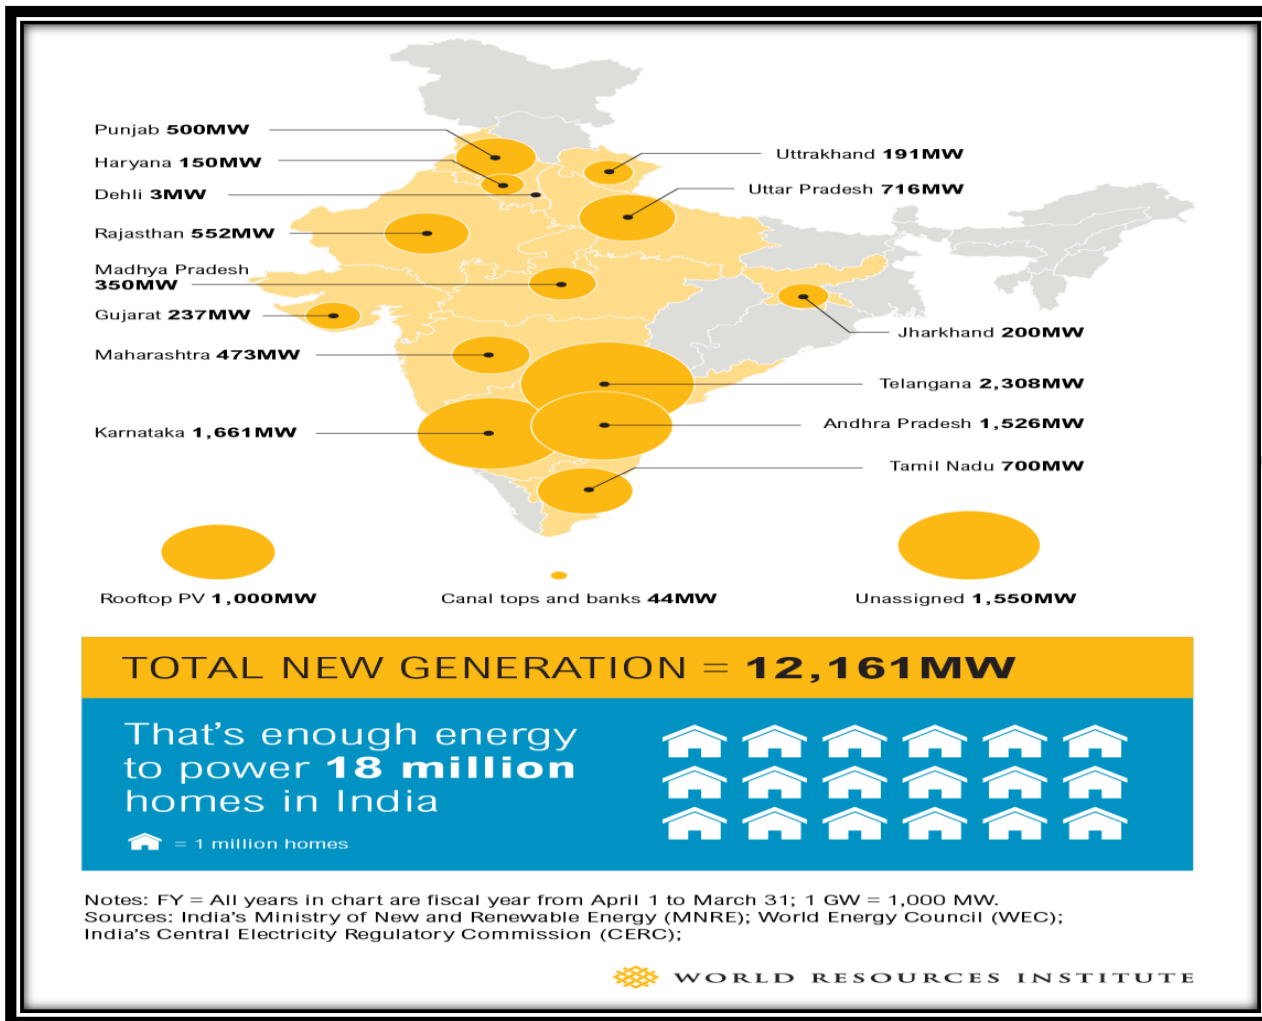 Punjab 500MW
Haryana 150MW
Dehli 3MW
Rajasthan 552MW
Madhya Pradesh
350MW
Gujarat 237MW
Maharashtra 473MW
Karnataka 1,661MW
Uttrakhand 191MW
Uttar Pradesh 716MW
Jharkhand 200MW
Telangana 2,308MW
Andhra Pradesh 1,526MW
Tamil Nadu 700MW
Rooftop PV 1,000MW
Canal tops and banks 44MW
Unassigned 1,550MW
TOTAL NEW GENERATION = 12,161MW
That's enough energy
to power 18 million
homes in India
= 1 million homes
Notes: FY = All years in chart are fiscal year from April 1 to March 31; 1 GW = 1,000 MW.
Sources: India's Ministry of New and Renewable Energy (MNRE); World Energy Council (WEC);
India's Central Electricity Regulatory Commission (CERC);
WORLD RESOURCES INSTITUTE